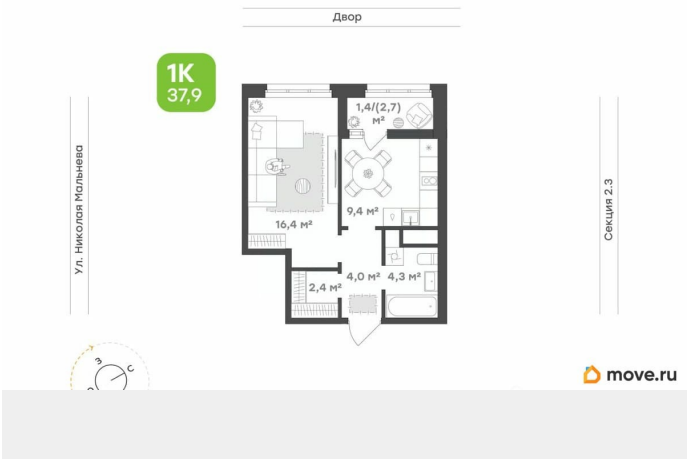 Двор
1К
37,9
1,4/(2,7)
м²
9,4 м²
16,4 м²
2,4 м²
4,0 м²
4,3 м²
Ул. Николая Мальнева
Секция 2.3
З
С
move.ru